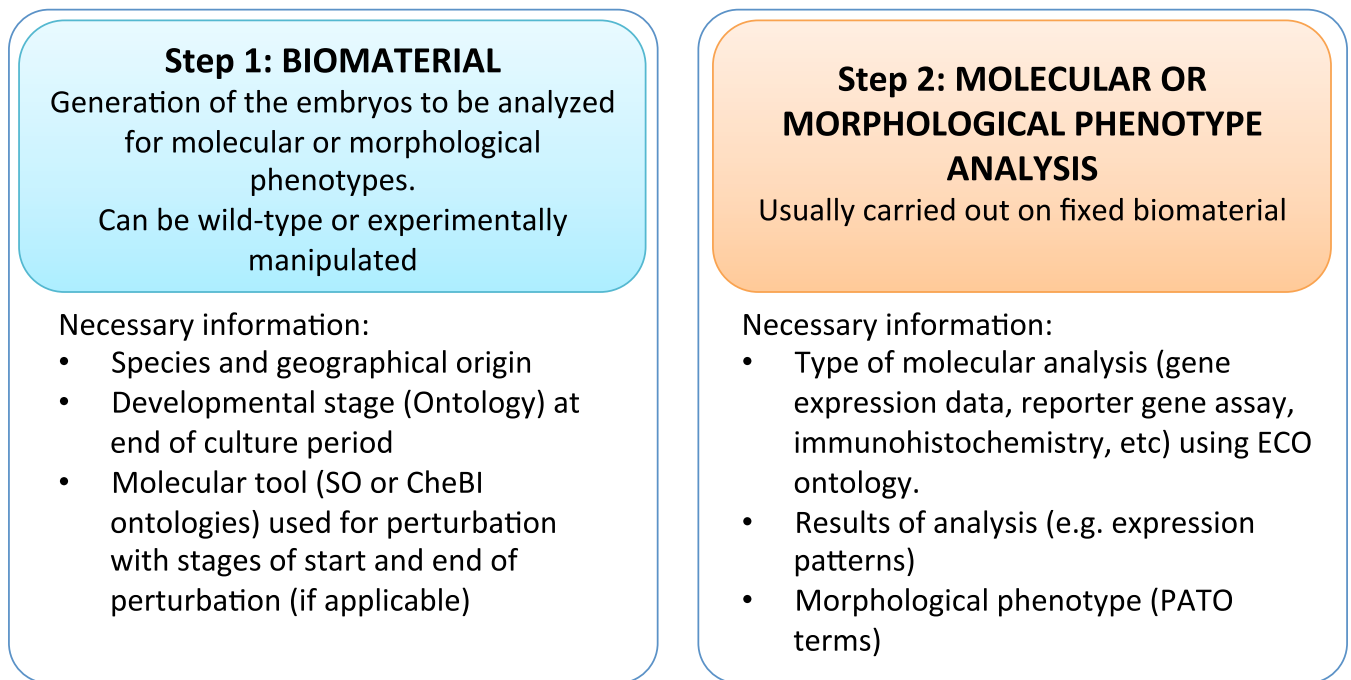 Step 1: BIOMATERIAL
Generation of the embryos to be analyzed
for molecular or morphological
phenotypes.
Can be wild-type or experimentally
manipulated
Necessary information:
• Species and geographical origin
• Developmental stage (Ontology) at
end of culture period
• Molecular tool (SO or CheBI
ontologies) used for perturbation
with stages of start and end of
perturbation (if applicable)
Step 2: MOLECULAR OR
MORPHOLOGICAL PHENOTYPE
ANALYSIS
Usually carried out on fixed biomaterial
Necessary information:
• Type of molecular analysis (gene
expression data, reporter gene assay,
immunohistochemistry, etc) using ECO
ontology.
• Results of analysis (e.g. expression
patterns)
• Morphological phenotype (PATO
terms)